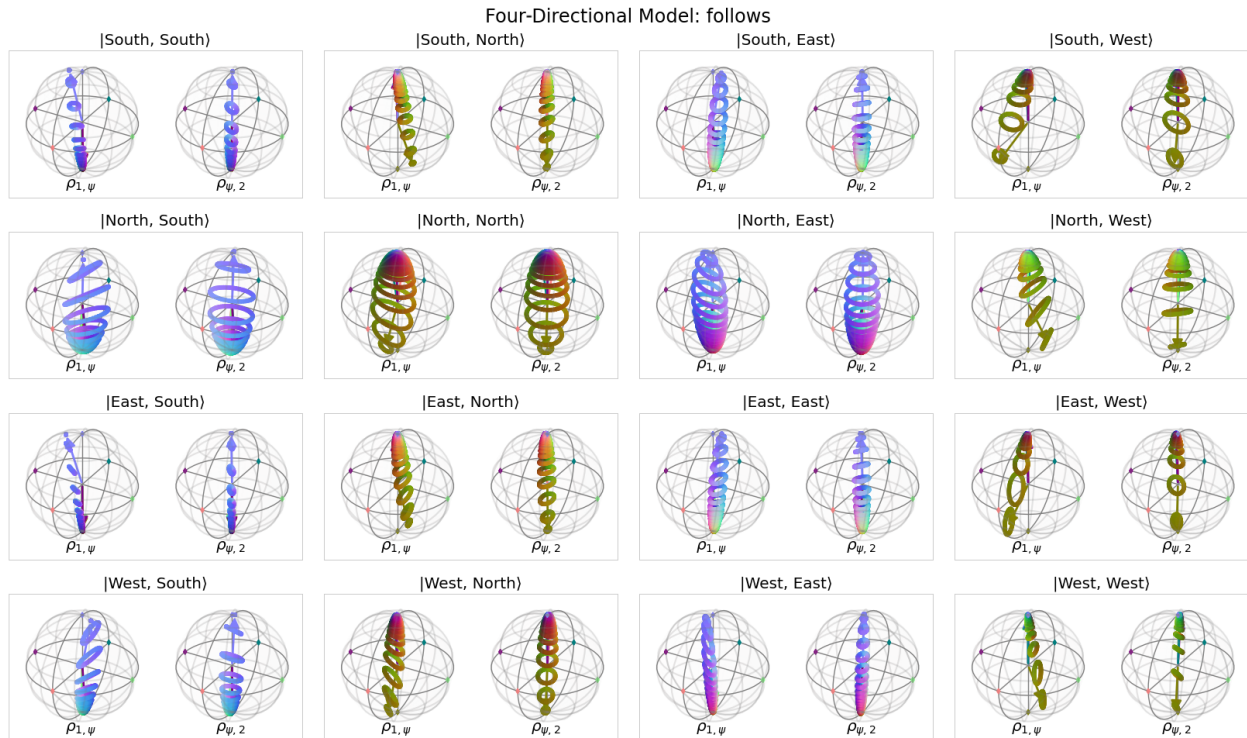 Four-Directional Model: follows
|South, South⟩ |South, North⟩ |South, East⟩ |South, West⟩
ρ1, ψ ρψ, 2 ρ1, ψ ρψ, 2 ρ1, ψ ρψ, 2 ρ1, ψ ρψ, 2
|North, South⟩ |North, North⟩ |North, East⟩ |North, West⟩
ρ1, ψ ρψ, 2 ρ1, ψ ρψ, 2 ρ1, ψ ρψ, 2 ρ1, ψ ρψ, 2
|East, South⟩ |East, North⟩ |East, East⟩ |East, West⟩
ρ1, ψ ρψ, 2 ρ1, ψ ρψ, 2 ρ1, ψ ρψ, 2 ρ1, ψ ρψ, 2
|West, South⟩ |West, North⟩ |West, East⟩ |West, West⟩
ρ1, ψ ρψ, 2 ρ1, ψ ρψ, 2 ρ1, ψ ρψ, 2 ρ1, ψ ρψ, 2